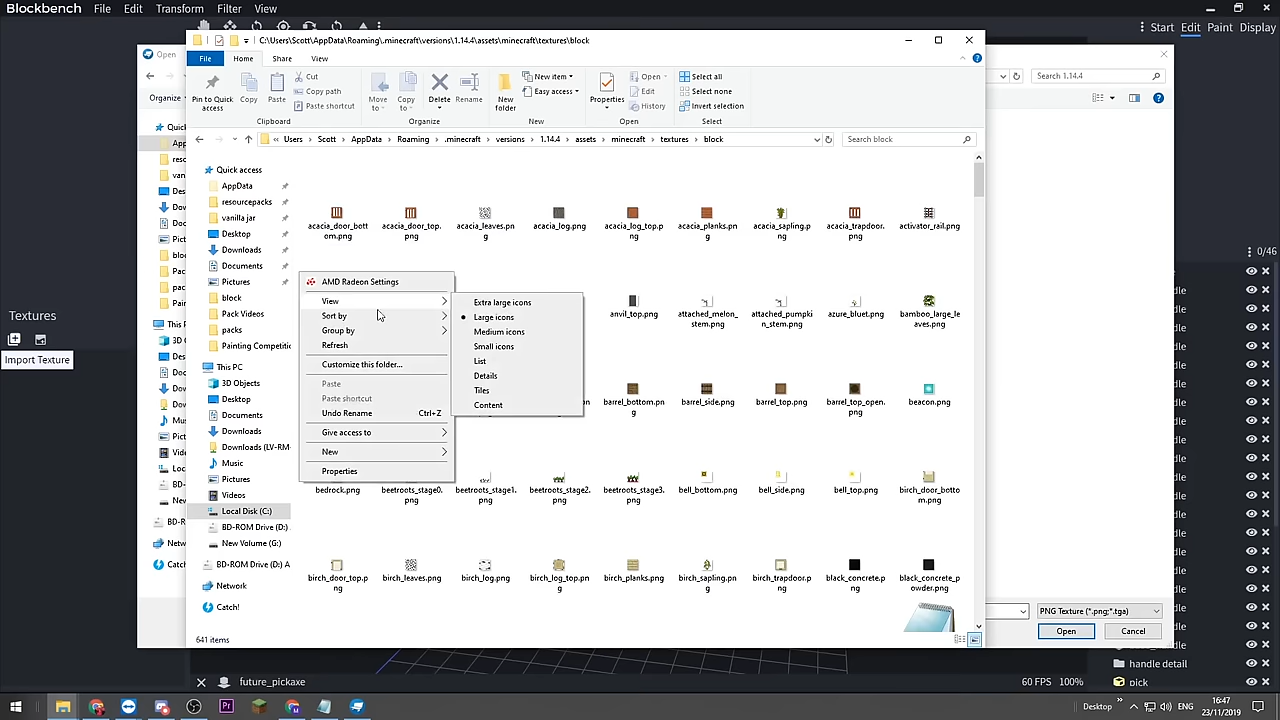 Blockbench File Edit Transform Filter View
Start Edit Paint Display
C:\Users\Scott\AppData\Roaming\.minecraft\versions\1.14.4\assets\minecraft\textures\block
Open
File Home Share View
Search 1.14.4
Organize
Pin to Quick access
Copy
Paste
Cut
Copy path
Paste shortcut
Clipboard
Move to
Copy to
Delete
Rename
Organize
New folder
New item
Easy access
New
Properties
Open
Edit
History
Open
Select all
Select none
Invert selection
Select
« Users > Scott > AppData > Roaming > .minecraft > versions > 1.14.4 > assets > minecraft > textures > block
Search block
Quick access
AppData
resourcepacks
vanilla jar
Desktop
Downloads
Documents
Pictures
block
Pack Videos
packs
Painting Competitic
This PC
3D Objects
Desktop
Documents
Downloads
Downloads (LV-RM-
Music
Pictures
Videos
Local Disk (C:)
BD-ROM Drive (D:)
New Volume (G:)
BD-ROM Drive (D:) A
Network
Catch!
acacia_door_bottom.png
acacia_door_top.png
acacia_leaves.png
acacia_log.png
acacia_log_top.png
acacia_planks.png
acacia_sapling.png
acacia_trapdoor.png
activator_rail.png
anvil_top.png
attached_melon_stem.png
attached_pumpkin_stem.png
azure_bluet.png
bamboo_large_leaves.png
barrel_bottom.png
barrel_side.png
barrel_top.png
barrel_top_open.png
beacon.png
bedrock.png
beetroots_stage0.png
beetroots_stage1.png
beetroots_stage2.png
beetroots_stage3.png
bell_bottom.png
bell_side.png
bell_top.png
birch_door_bottom.png
birch_door_top.png
birch_leaves.png
birch_log.png
birch_log_top.png
birch_planks.png
birch_sapling.png
birch_trapdoor.png
black_concrete.png
black_concrete_powder.png
AMD Radeon Settings
View
Sort by
Group by
Refresh
Customize this folder...
Paste
Paste shortcut
Undo Rename Ctrl+Z
Give access to
New
Properties
Extra large icons
Large icons
Medium icons
Small icons
List
Details
Tiles
Content
641 items
Textures
Import Texture
0/46
PNG Texture (*.png;*.tga)
Open Cancel
handle detail
pick
future_pickaxe
60 FPS 100%
Desktop
16:47
23/11/2019